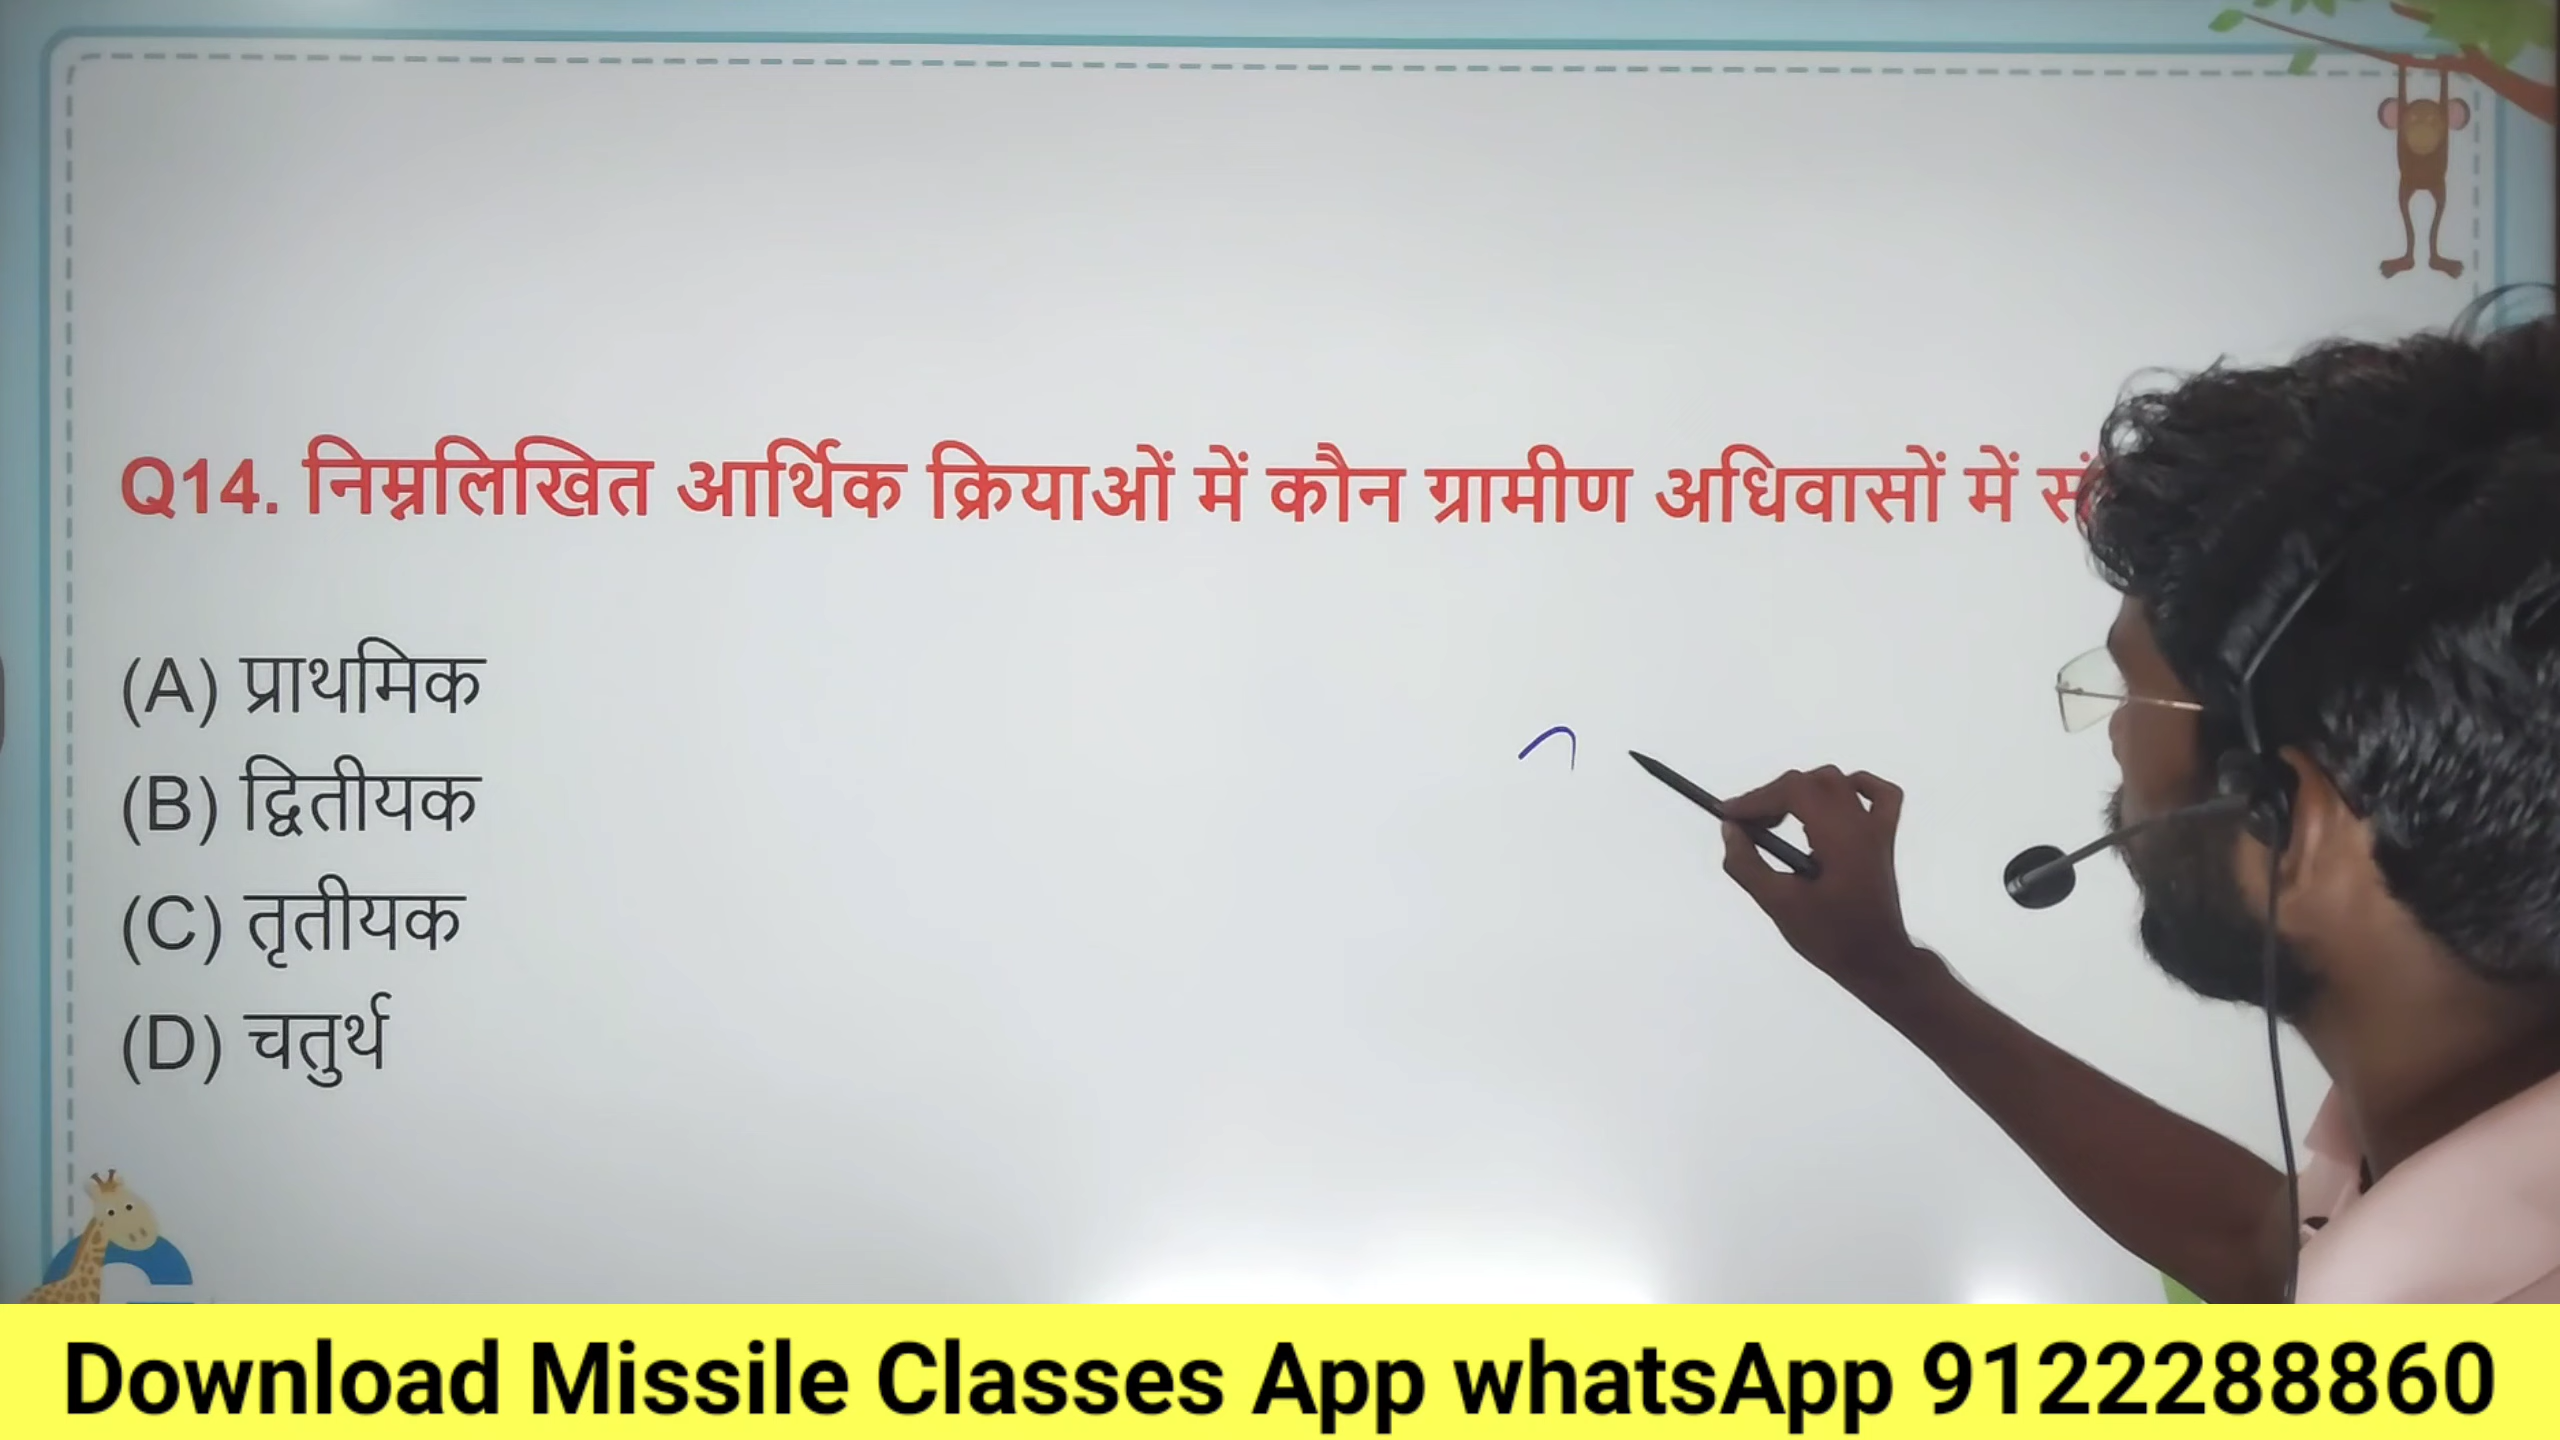 Q14. निम्नलिखित आर्थिक क्रियाओं में कौन ग्रामीण अधिवासों में
(A) प्राथमिक
(B) द्वितीयक
(C) तृतीयक
(D) चतुर्थ
Download Missile Classes App whatsApp 9122288860